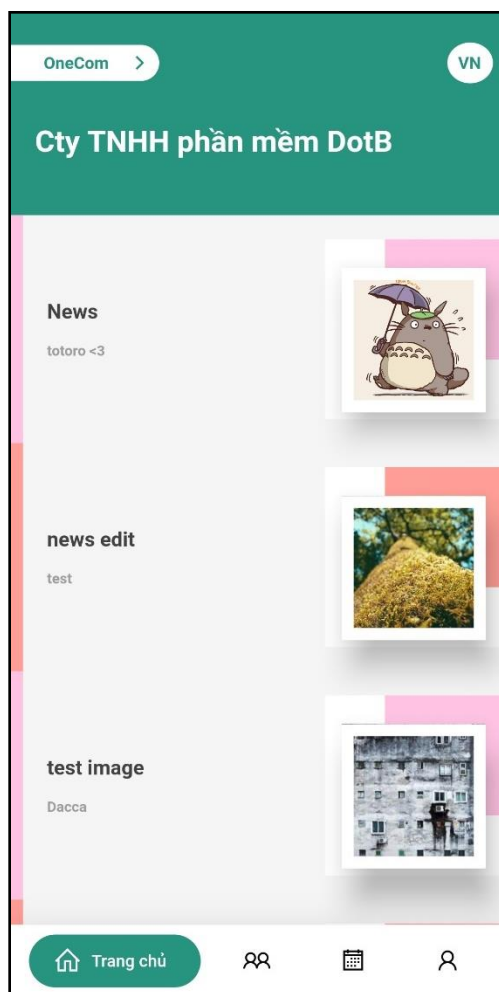 OneCom
VN
Cty TNHH phần mềm DotB
News
totoro <3
news edit
test
test image
Dacca
Trang chủ